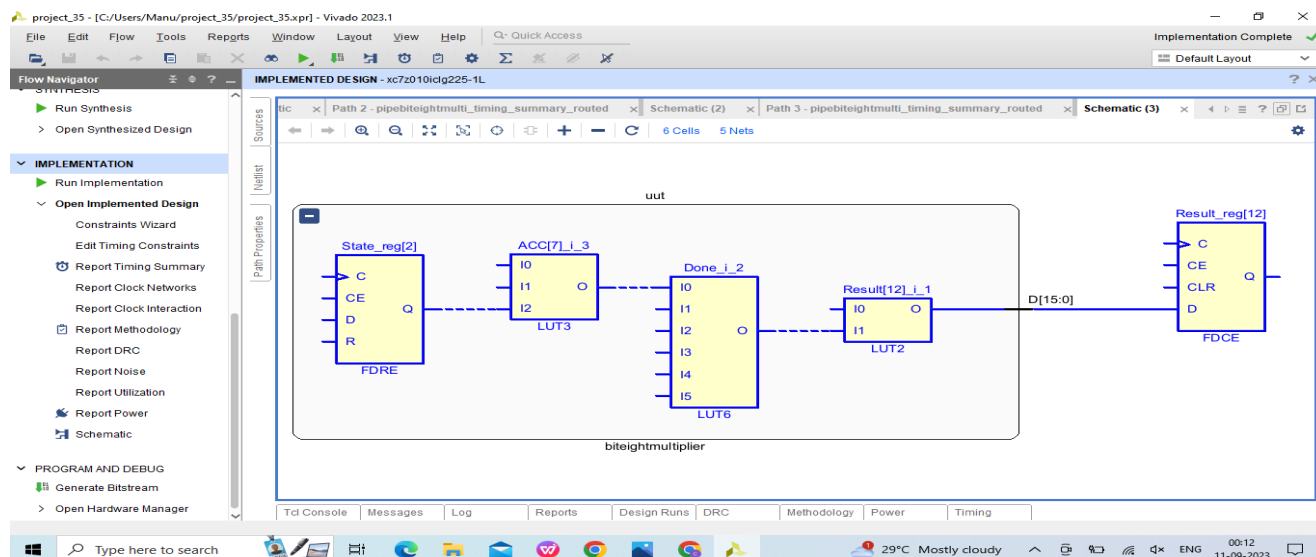 project_35 - [C:/Users/Manu/project_35/project_35.xpr] - Vivado 2023.1
File Edit Flow Tools Reports Window Layout View Help Q- Quick Access
Implementation Complete
Default Layout
Flow Navigator
IMPLEMENTED DESIGN - xc7z010iclg225-1L
SYNTHESIS
Run Synthesis
Open Synthesized Design
IMPLEMENTATION
Run Implementation
Open Implemented Design
Constraints Wizard
Edit Timing Constraints
Report Timing Summary
Report Clock Networks
Report Clock Interaction
Report Methodology
Report DRC
Report Noise
Report Utilization
Report Power
Schematic
PROGRAM AND DEBUG
Generate Bitstream
Open Hardware Manager
Sources
Netlist
Path Properties
tic Path 2 - pipebiteightmulti_timing_summary_routed Schematic (2) Path 3 - pipebiteightmulti_timing_summary_routed Schematic (3)
6 Cells 5 Nets
uut
State_reg[2]
C
CE
D
R
Q
FDRE
ACC[7]_i_3
I0
I1
I2
O
LUT3
Done_i_2
I0
I1
I2
I3
I4
I5
O
LUT6
Result[12]_i_1
I0
I1
O
LUT2
D[15:0]
Result_reg[12]
C
CE
CLR
D
Q
FDCE
biteightmultiplier
Tcl Console Messages Log Reports Design Runs DRC Methodology Power Timing
Type here to search
29°C Mostly cloudy
ENG
00:12
11-09-2023